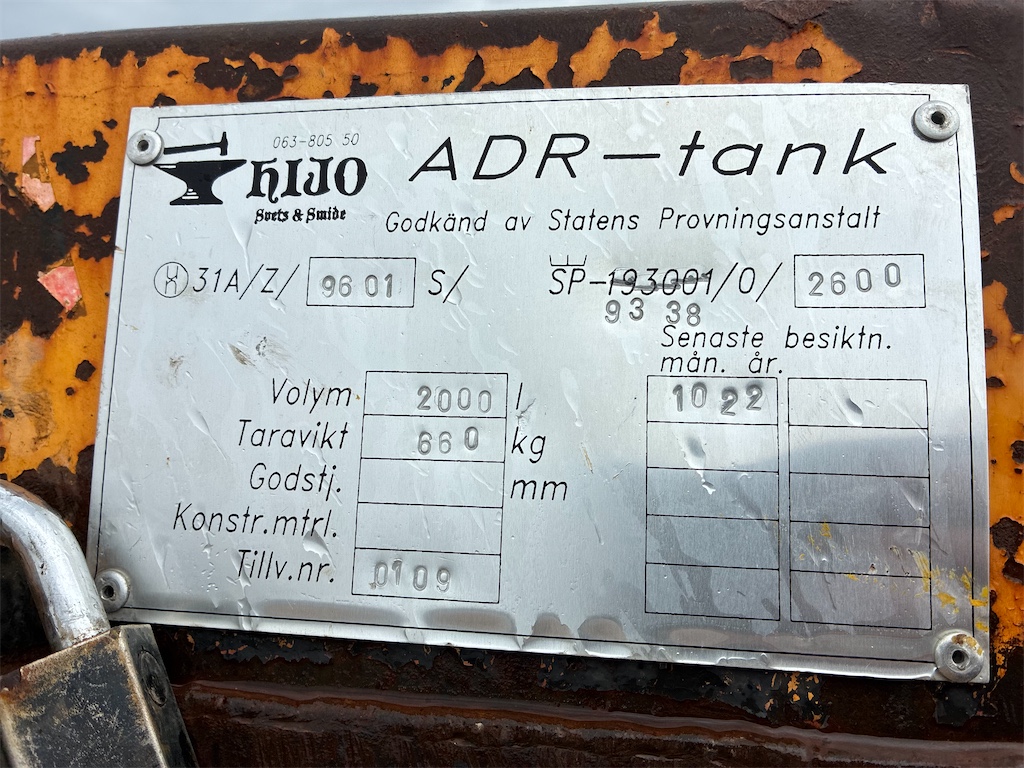 063-805 50
HIJO
Svets & Smide
ADR-tank
Godkänd av Statens Provningsanstalt
31A/Z/ 96 01 S/
SP-193001/0/ 2600
93 38
Senaste besiktn.
mån. år.
10 22
Volym 2000 l
Taravikt 660 kg
Godstj. mm
Konstr.mtrl.
Tillv.nr. 0109